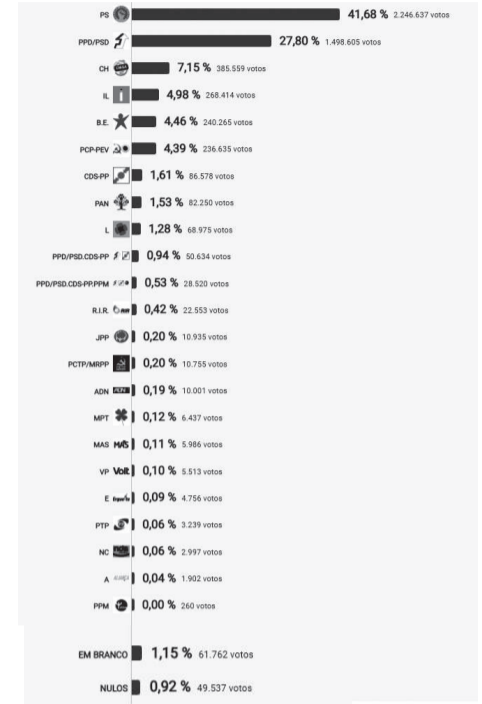 PS 41,68 % 2.246.637 votos
PPD/PSD 27,80 % 1.498.605 votos
CH 7,15 % 385.559 votos
IL 4,98 % 268.414 votos
B.E. 4,46 % 240.265 votos
PCP-PEV 4,39 % 236.635 votos
CDS-PP 1,61 % 86.578 votos
PAN 1,53 % 82.250 votos
L 1,28 % 68.975 votos
PPD/PSD.CDS-PP 0,94 % 50.634 votos
PPD/PSD.CDS-PP.PPM 0,53 % 28.520 votos
R.I.R. 0,42 % 22.553 votos
JPP 0,20 % 10.935 votos
PCTP/MRPP 0,20 % 10.755 votos
ADN 0,19 % 10.001 votos
MPT 0,12 % 6.437 votos
MAS MAS 0,11 % 5.986 votos
VP Volt 0,10 % 5.513 votos
E 0,09 % 4.756 votos
PTP 0,06 % 3.239 votos
NC 0,06 % 2.997 votos
A 0,04 % 1.902 votos
PPM 0,00 % 260 votos
EM BRANCO 1,15 % 61.762 votos
NULOS 0,92 % 49.537 votos